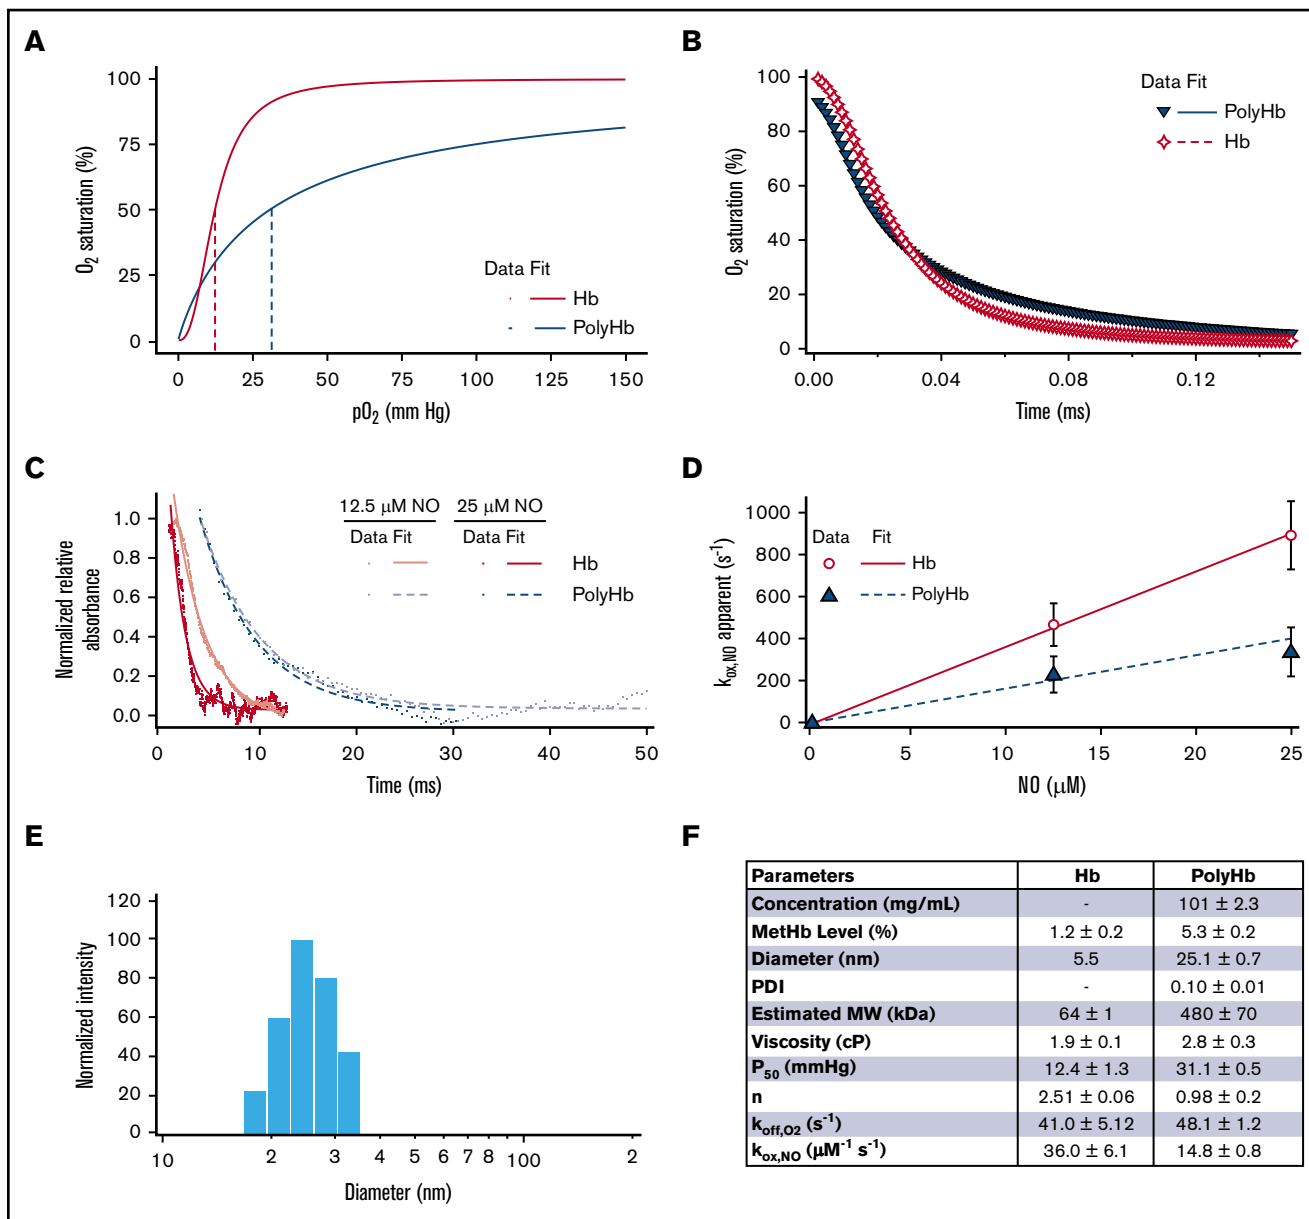 A
100
75
50
25
0
O2 saturation (%)
0 25 31 50 75 100 125 150
pO2 (mm Hg)
Data Fit
Hb
PolyHb
B
100
80
60
40
20
0
O2 saturation (%)
0.00 0.04 0.08 0.12
Time (ms)
Data Fit
PolyHb
Hb
C
1.0
0.8
0.6
0.4
0.2
0.0
Normalized relative
absorbance
0 10 20 30 40 50
Time (ms)
12.5 μM NO 25 μM NO
Data Fit Data Fit
Hb
PolyHb
D
1000
800
600
400
200
0
kox,NO apparent (s-1)
0 5 10 15 20 25
NO (μM)
Data Fit
Hb
PolyHb
E
120
100
80
60
40
20
0
Normalized intensity
10 2 3 4 5 6 7 8 100 2
Diameter (nm)
F
Parameters Hb PolyHb
Concentration (mg/mL) - 101 ± 2.3
MetHb Level (%) 1.2 ± 0.2 5.3 ± 0.2
Diameter (nm) 5.5 25.1 ± 0.7
PDI - 0.10 ± 0.01
Estimated MW (kDa) 64 ± 1 480 ± 70
Viscosity (cP) 1.9 ± 0.1 2.8 ± 0.3
P50 (mmHg) 12.4 ± 1.3 31.1 ± 0.5
n 2.51 ± 0.06 0.98 ± 0.2
koff,O2 (s-1) 41.0 ± 5.12 48.1 ± 1.2
kox,NO (μM-1 s-1) 36.0 ± 6.1 14.8 ± 0.8